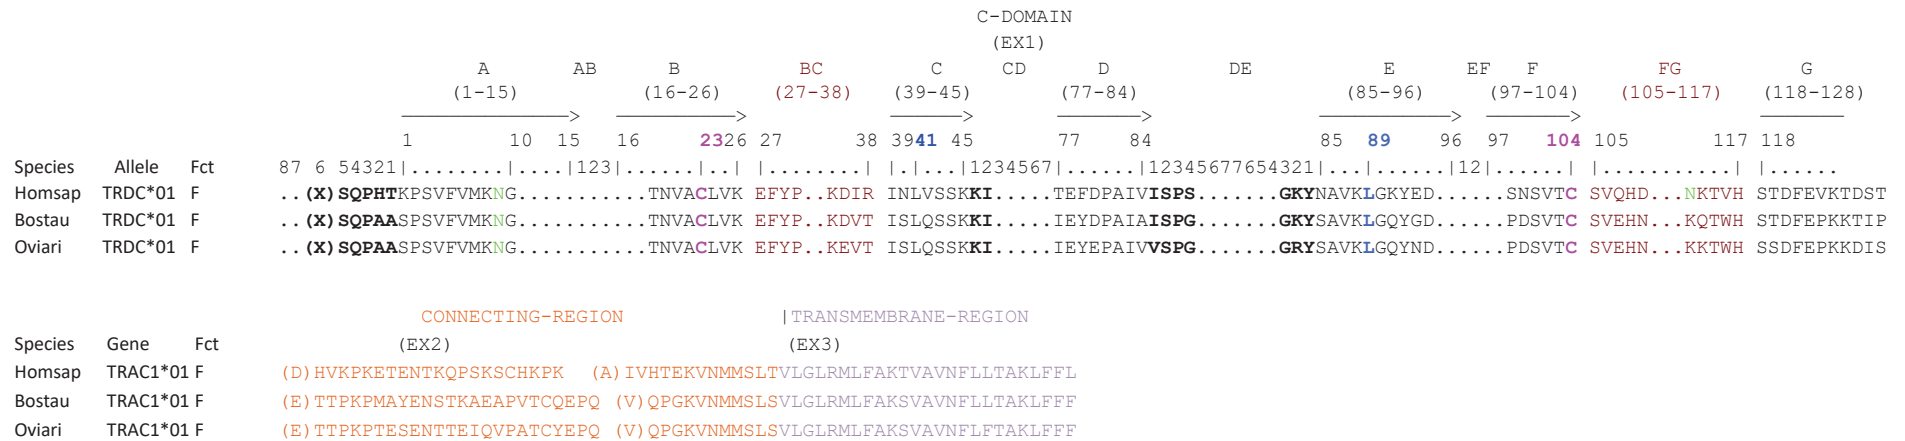 C-DOMAIN
(EX1)
A AB B BC C CD D DE E EF F FG G
(1-15) (16-26) (27-38) (39-45) (77-84) (85-96) (97-104) (105-117) (118-128)
1 10 15 16 2326 27 38 3941 45 77 84 85 89 96 97 104 105 117 118
Species Allele Fct 87 6 54321|........|....|123|......|..|.|........| |.|...|1234567|......|12345677654321|...|......|12|......| |..........| |......
Homsap TRDC*01 F ..(X)SQPHTKPSVFVMKNG.............TNVACLVK EFYP..KDIR INLVSSKKI.....TEFDPAIVISPS.......GKYNAVKLGKYED.......SNSVTC SVQHD...NKTVH STDFEVKTDST
Bostau TRDC*01 F ..(X)SQPAASPSVFVMKNG.............TNVACLVK EFYP..KDVT ISLQSSKKI.....IEYDPAIAISPG.......GKYSAVKLGQYGD.......PDSVTC SVEHN...KQTWH STDFEPKKTIP
Oviari TRDC*01 F ..(X)SQPAASPSVFVMKNG.............TNVACLVK EFYP..KEVT ISLQSSKKI.....IEYEPAIVVSPG.......GRYSAVKLGQYND.......PDSVTC SVEHN...KKTWH SSDFEPKKDIS
CONNECTING-REGION |TRANSMEMBRANE-REGION
Species Gene Fct (EX2) (EX3)
Homsap TRAC1*01 F (D)HVKPKETENTKQPSKSCHKPK (A)IVHTEKVNMMSLTVLGLRMLFAKTVAVNFLLTAKLFFL
Bostau TRAC1*01 F (E)TTPKPMAYENSTKAEAPVTCQEPQ (V)QPGKVNMMSLSVLGLRMLFAKSVAVNFLLTAKLFFF
Oviari TRAC1*01 F (E)TTPKPTESENTTEIQVPATCYEPQ (V)QPGKVNMMSLSVLGLRMLFAKSVAVNFLFTAKLFFF